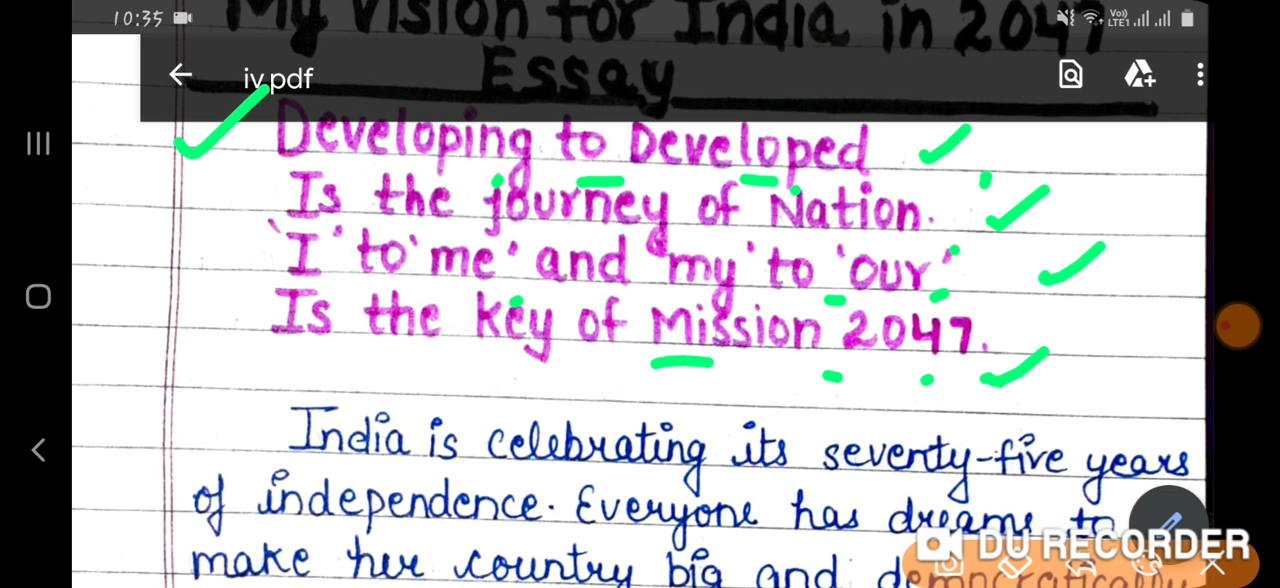 10:35
My Vision for India in 2047
Essay
iv.pdf
Developing to Developed
Is the journey of Nation.
'I' to 'me' and 'my' to 'our'
Is the key of Mission 2047.
India is celebrating its seventy-five years
of independence. Everyone has dreams to
make her country big and
DU RECORDER